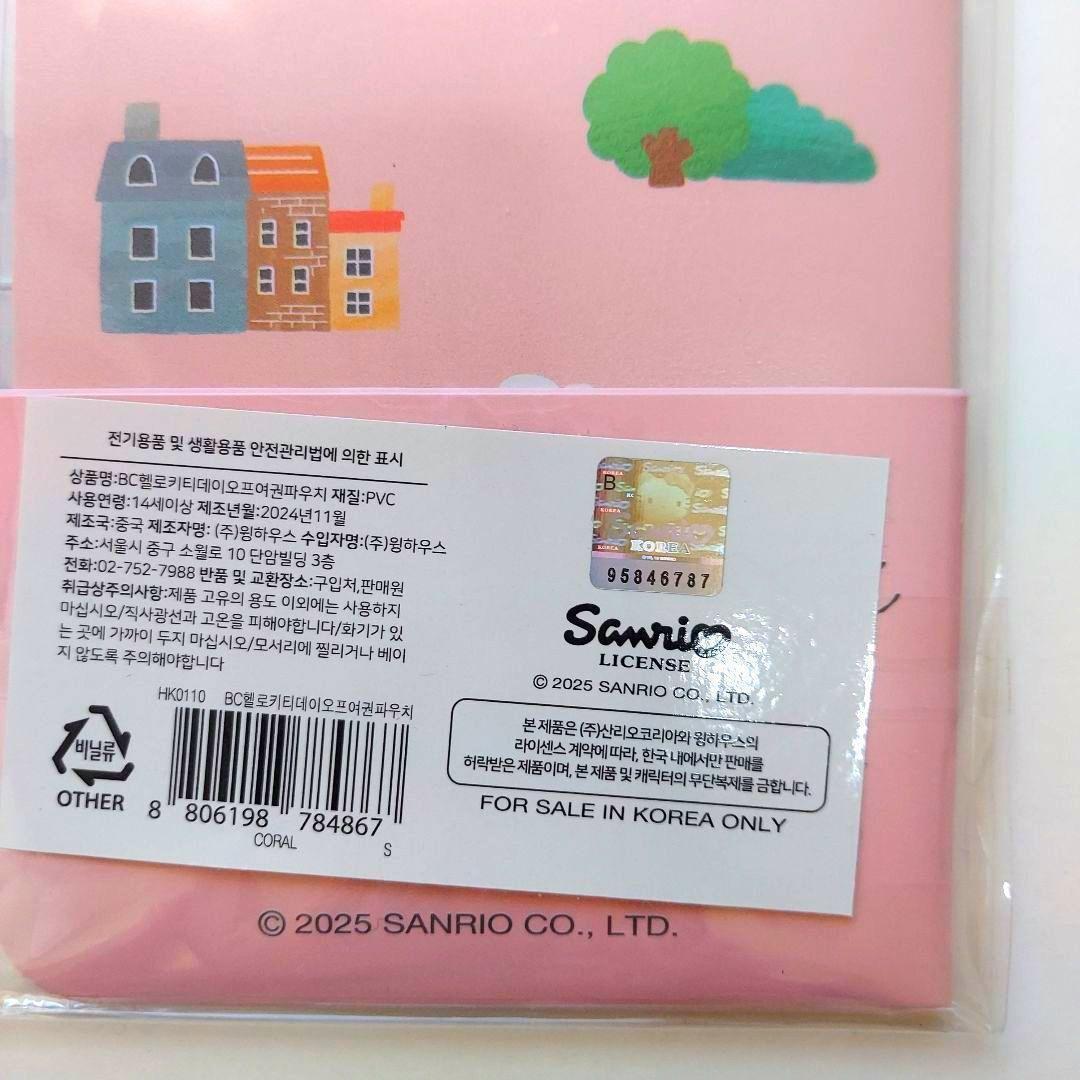 전기용품 및 생활용품 안전관리법에 의한 표시
상품명:BC헬로키티데이오프여권파우치 재질:PVC
사용연령:14세이상 제조년월:2024년11월
제조국:중국 제조자명: (주)윙하우스 수입자명:(주)윙하우스
주소:서울시 중구 소월로 10 단암빌딩 3층
전화:02-752-7988 반품 및 교환장소:구입처,판매원
취급상주의사항:제품 고유의 용도 이외에는 사용하지
마십시오/직사광선과 고온을 피해야합니다/화기가 있
는 곳에 가까이 두지 마십시오/모서리에 찔리거나 베이
지 않도록 주의해야합니다
HK0110 BC헬로키티데이오프여권파우치
비닐류
OTHER
8 806198 784867
CORAL
S
B
KOREA
95846787
Sanrio
LICENSE
© 2025 SANRIO CO., LTD.
본 제품은 (주)산리오코리아와 윙하우스의
라이센스 계약에 따라, 한국 내에서만 판매를
허락받은 제품이며, 본 제품 및 캐릭터의 무단복제를 금합니다.
FOR SALE IN KOREA ONLY
© 2025 SANRIO CO., LTD.